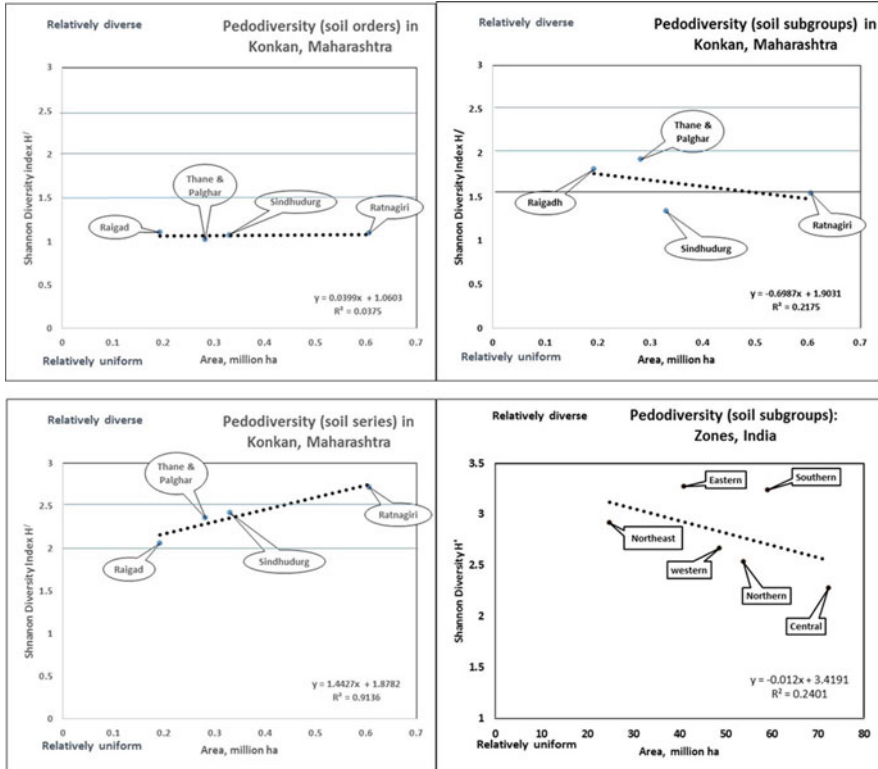 Relatively diverse
Pedodiversity (soil orders) in
Konkan, Maharashtra
Shannon Diversity Index H/
3
2.5
2
1.5
1
0.5
0
Thane &
Palghar
Sindhudurg
Raigad
Ratnagiri
y = 0.0399x + 1.0603
R² = 0.0375
0 0.1 0.2 0.3 0.4 0.5 0.6 0.7
Relatively uniform
Area, million ha
Relatively diverse
Pedodiversity (soil subgroups) in
Konkan, Maharashtra
Shannon Diversity Index H/
3
2.5
2
1.5
1
0.5
0
Thane &
Palghar
Raigadh
Ratnagiri
Sindhudurg
y = -0.6987x + 1.9031
R² = 0.2175
0 0.1 0.2 0.3 0.4 0.5 0.6 0.7
Relatively uniform
Area, million ha
Relatively diverse
Pedodiversity (soil series) in
Konkan, Maharashtra
Shnanon Diversity Index H/
3
2.5
2
1.5
1
0.5
0
Thane &
Palghar
Ratnagiri
Sindhudurg
Raigad
y = 1.4427x + 1.8782
R² = 0.9136
0 0.1 0.2 0.3 0.4 0.5 0.6 0.7
Relatively uniform
Area, million ha
Relatively diverse
Pedodiversity (soil subgroups):
Zones, India
Shannon Diversity H'
3.5
3
2.5
2
1.5
1
Eastern
Southern
Northeast
western
Northern
Central
y = -0.012x + 3.4191
R² = 0.2401
0 10 20 30 40 50 60 70 80
Relatively uniform
Area, million ha